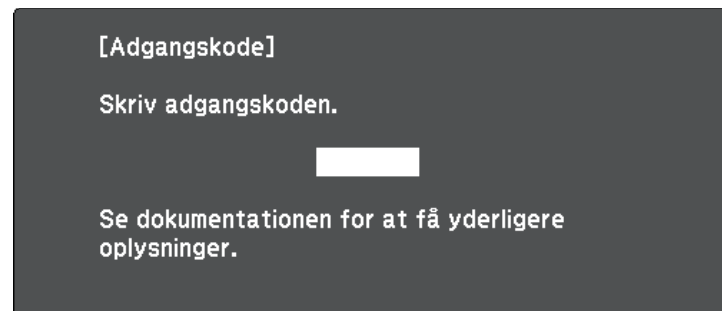 [Adgangskode]
Skriv adgangskoden.
Se dokumentationen for at få yderligere
oplysninger.